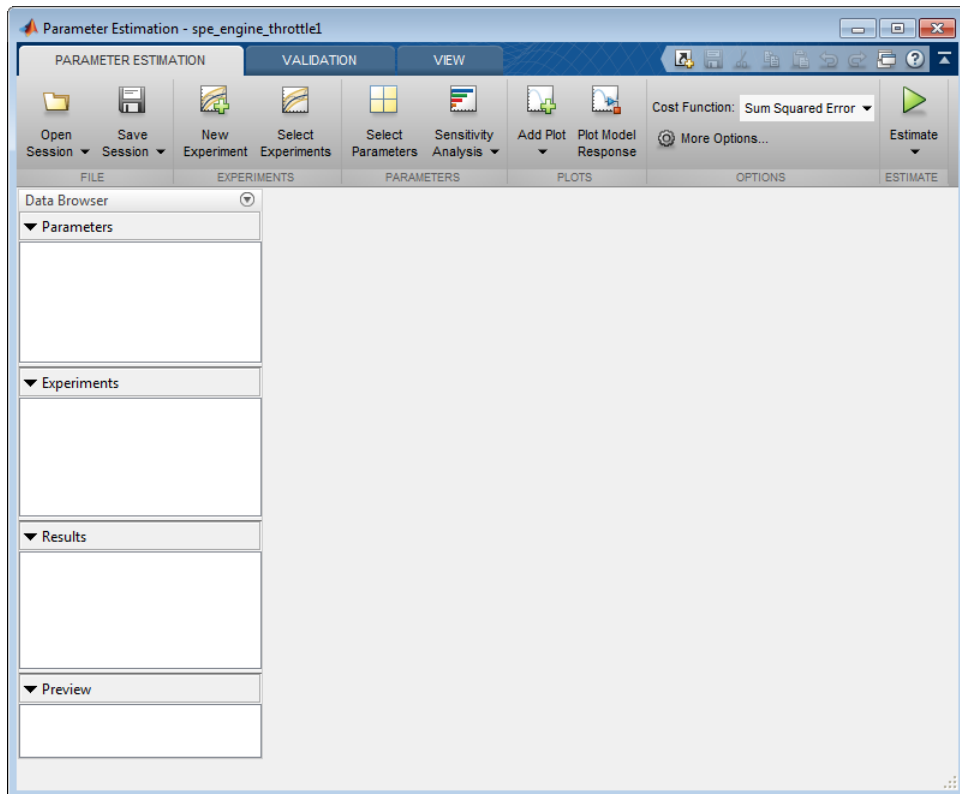 Parameter Estimation - spe_engine_throttle1
PARAMETER ESTIMATION VALIDATION VIEW
Open Session
Save Session
New Experiment
Select Experiments
Select Parameters
Sensitivity Analysis
Add Plot
Plot Model Response
Cost Function: Sum Squared Error
More Options...
Estimate
FILE EXPERIMENTS PARAMETERS PLOTS OPTIONS ESTIMATE
Data Browser
Parameters
Experiments
Results
Preview